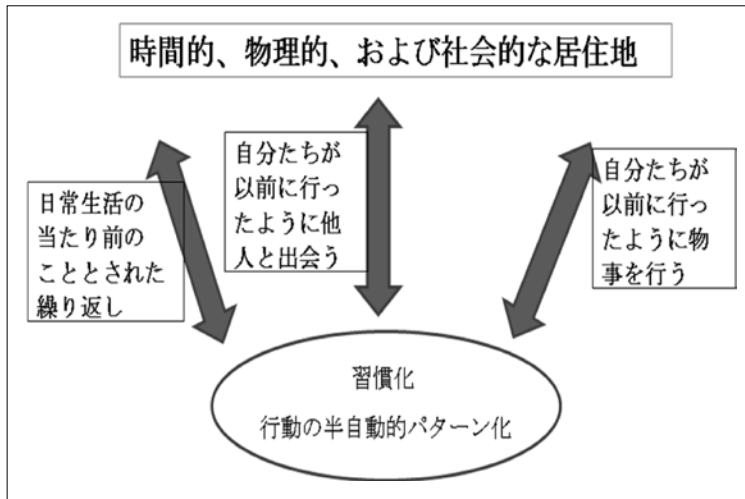 時間的、物理的、および社会的な居住地
日常生活の
当たり前の
こととされた
繰り返し
自分たちが
以前に行っ
たように他
人と出会う
自分たちが
以前に行っ
たように物
事を行う
習慣化
行動の半自動的パターン化